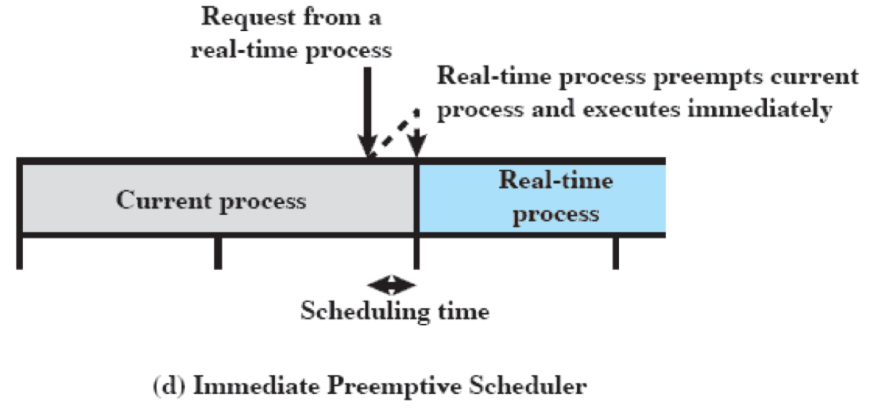 Request from a
real-time process
Real-time process preempts current
process and executes immediately
Current process
Real-time
process
Scheduling time
(d) Immediate Preemptive Scheduler